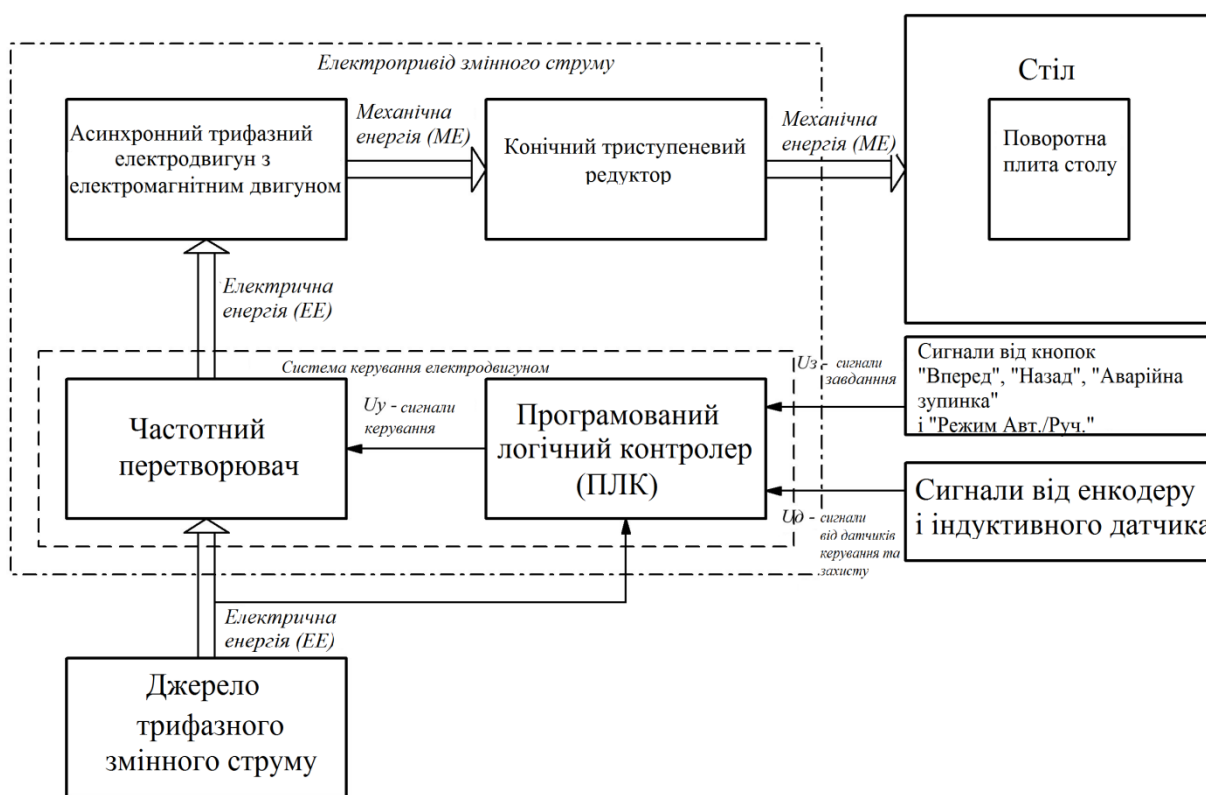 Електропривід змінного струму
Асинхронний трифазний
електродвигун з
електромагнітним двигуном
Механічна
енергія (МЕ)
Конічний триступеневий
редуктор
Механічна
енергія (МЕ)
Стіл
Поворотна
плита столу
Електрична
енергія (ЕЕ)
Система керування електродвигуном
Частотний
перетворювач
Uу - сигнали
керування
Програмований
логічний контролер
(ПЛК)
Uз - сигнали
завданння
Сигнали від кнопок
"Вперед", "Назад", "Аварійна
зупинка"
і "Режим Авт./Руч."
Uд - сигнали
від датчиків
керування та
захисту
Сигнали від енкодеру
і індуктивного датчика
Електрична
енергія (ЕЕ)
Джерело
трифазного
змінного струму